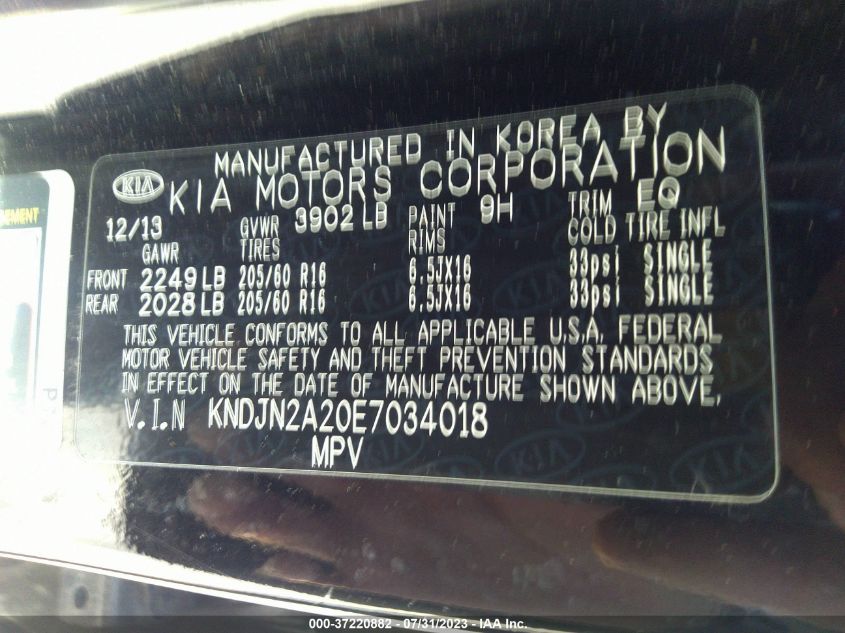 MANUFACTURED IN KOREA BY
KIA KIA MOTORS CORPORATION
12/13 GVWR 3902 LB PAINT 9H TRIM EQ
GAWR TIRES RIMS COLD TIRE INFL
FRONT 2249 LB 205/60 R16 6.5JX16 33psi SINGLE
REAR 2028 LB 205/60 R16 6.5JX16 33psi SINGLE
THIS VEHICLE CONFORMS TO ALL APPLICABLE U.S.A. FEDERAL
MOTOR VEHICLE SAFETY AND THEFT PREVENTION STANDARDS
IN EFFECT ON THE DATE OF MANUFACTURE SHOWN ABOVE.
V.I.N KNDJN2A20E7034018
MPV
000-37220882 - 07/31/2023 - IAA Inc.